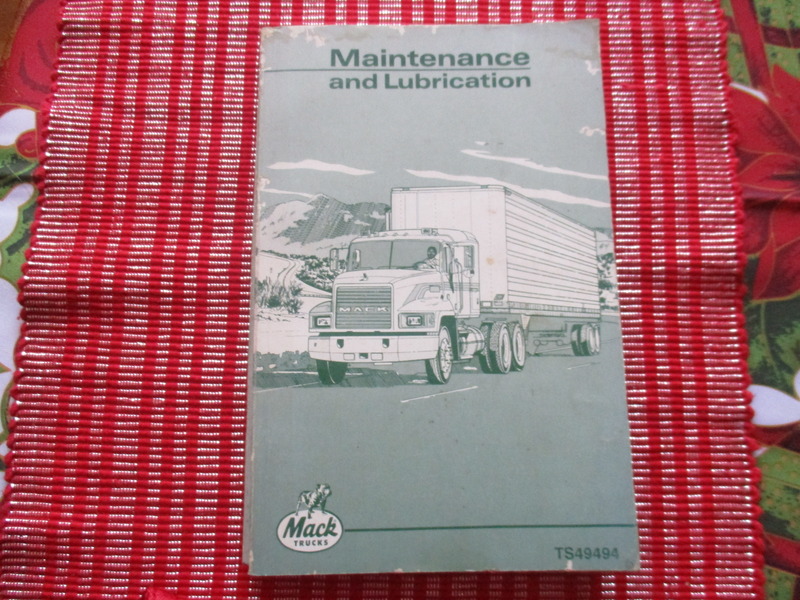 Maintenance
and Lubrication
MACK
Mack
TRUCKS
TS49494